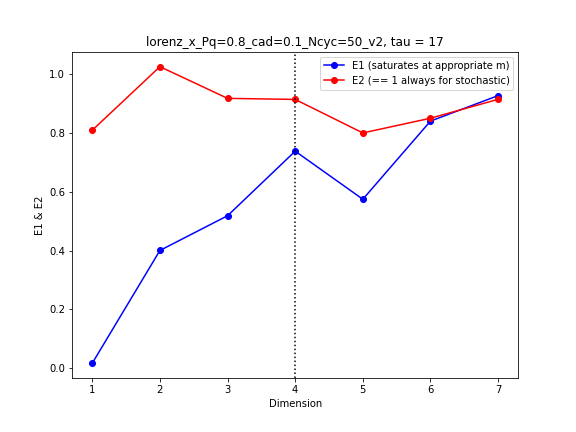 lorenz_x_Pq=0.8_cad=0.1_Ncyc=50_v2, tau = 17
E1 (saturates at appropriate m)
E2 (== 1 always for stochastic)
1.0
0.8
0.6
0.4
0.2
0.0
E1 & E2
1 2 3 4 5 6 7
Dimension